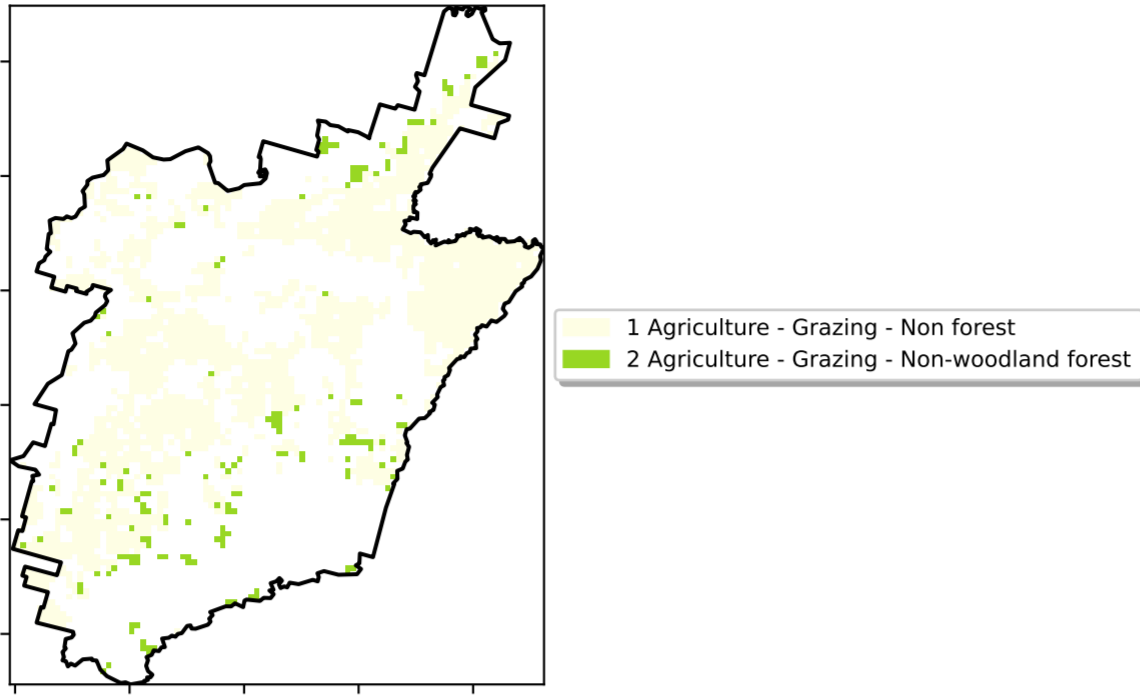 1 Agriculture - Grazing - Non forest
2 Agriculture - Grazing - Non-woodland forest